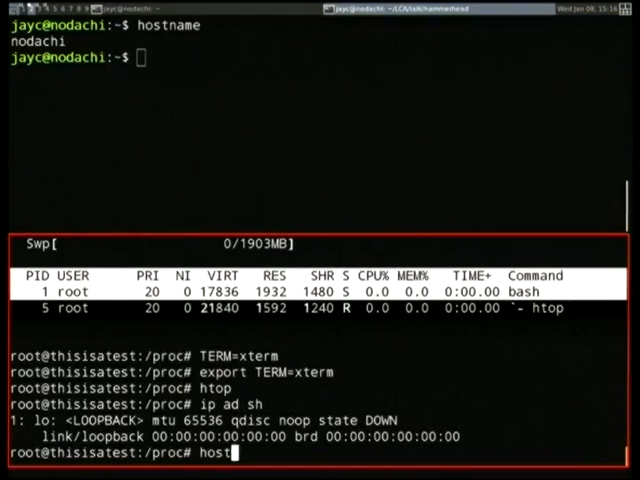 1 2 3 4 5 6 7 8 9 jayc@nodachi: ~ jayc@nodachi: ~/LCA/talk/hammerhead Wed Jan 08, 15:16
jayc@nodachi:~$ hostname
nodachi
jayc@nodachi:~$
Swp[ 0/1903MB]
PID USER PRI NI VIRT RES SHR S CPU% MEM% TIME+ Command
1 root 20 0 17836 1932 1480 S 0.0 0.0 0:00.00 bash
5 root 20 0 21840 1592 1240 R 0.0 0.0 0:00.00 `- htop
root@thisisatest:/proc# TERM=xterm
root@thisisatest:/proc# export TERM=xterm
root@thisisatest:/proc# htop
root@thisisatest:/proc# ip ad sh
1: lo: <LOOPBACK> mtu 65536 qdisc noop state DOWN
link/loopback 00:00:00:00:00:00 brd 00:00:00:00:00:00
root@thisisatest:/proc# host